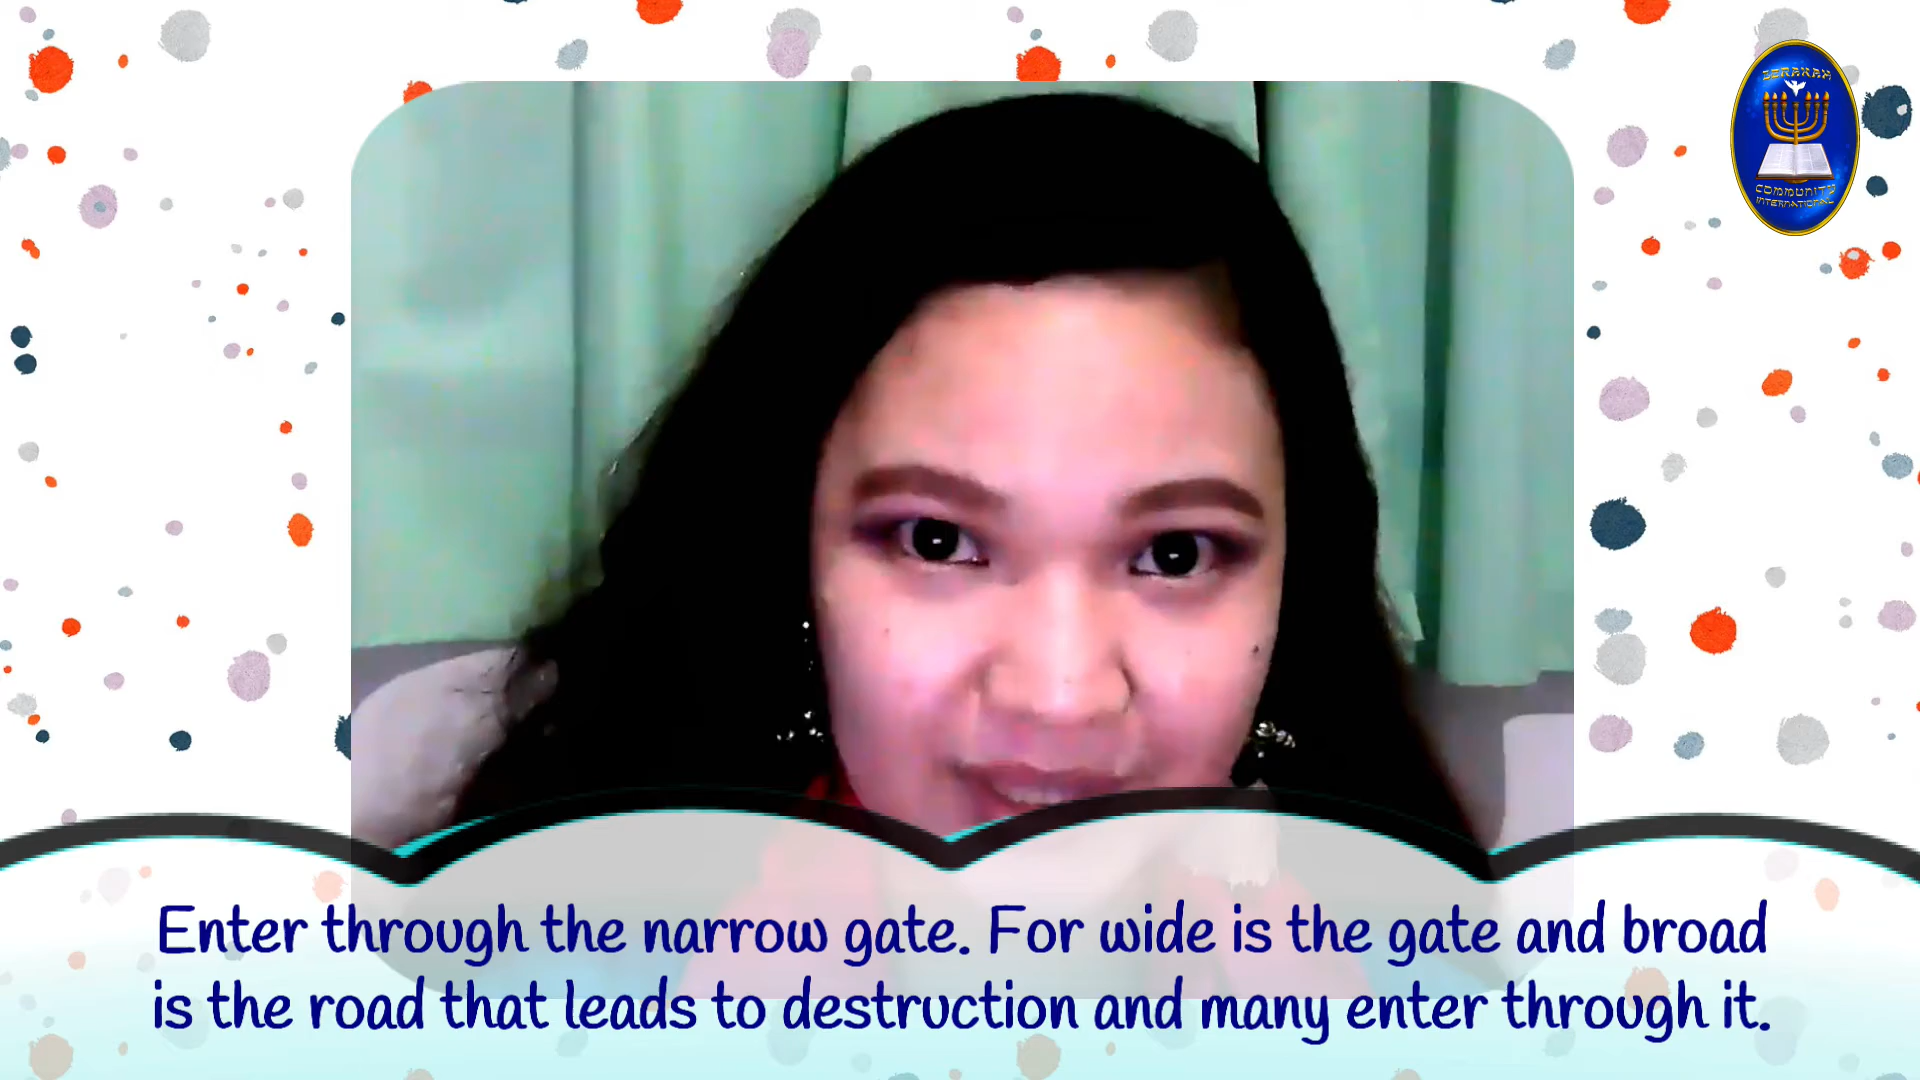 BERAKAH
COMMUNITY
INTERNATIONAL
Enter through the narrow gate. For wide is the gate and broad
is the road that leads to destruction and many enter through it.